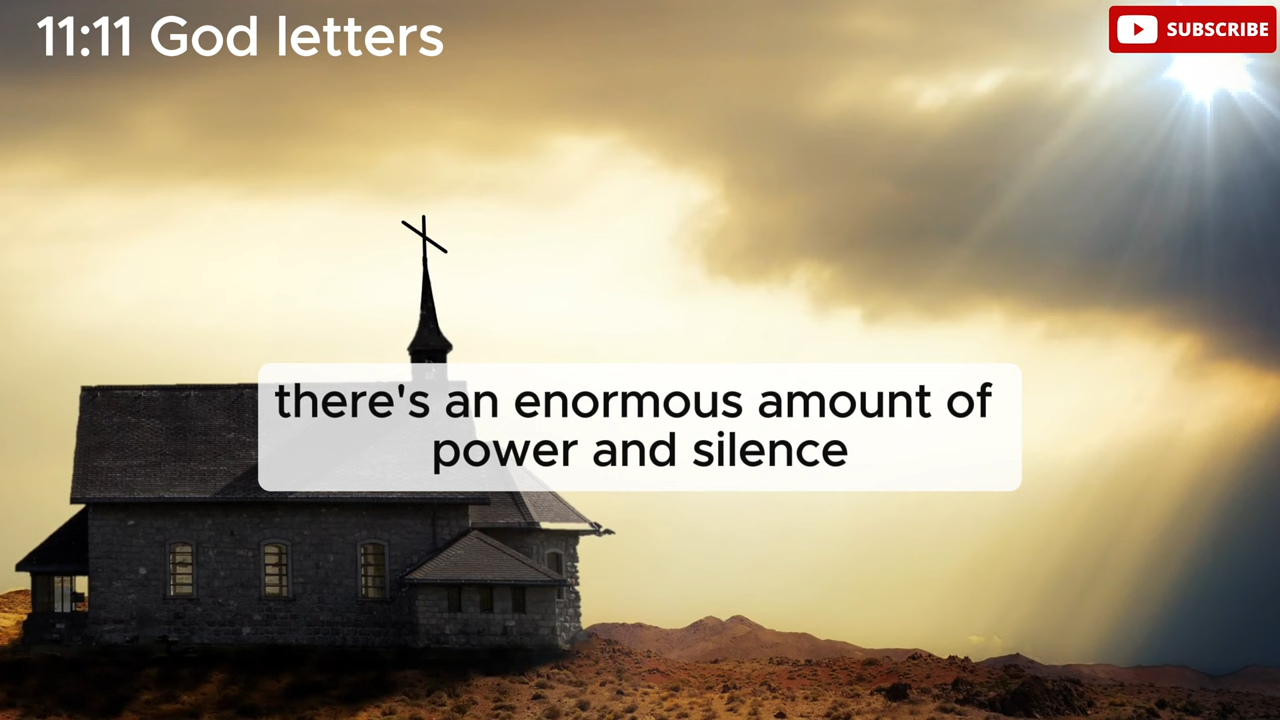 11:11 God letters
SUBSCRIBE
there's an enormous amount of
power and silence